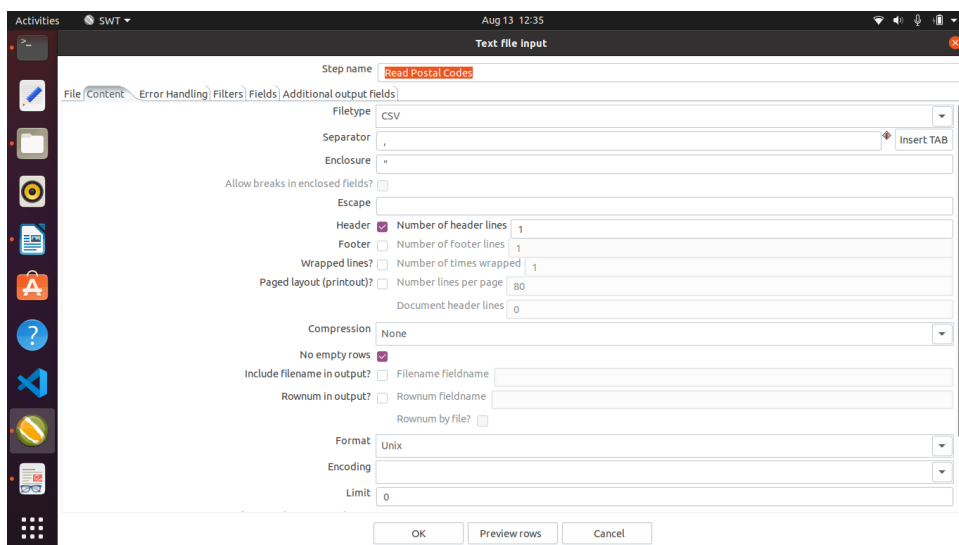 Activities SWT Aug 13 12:35
Text file input
Step name Read Postal Codes
File Content Error Handling Filters Fields Additional output fields
Filetype CSV
Separator , Insert TAB
Enclosure "
Allow breaks in enclosed fields?
Escape
Header Number of header lines 1
Footer Number of footer lines 1
Wrapped lines? Number of times wrapped 1
Paged layout (printout)? Number lines per page 80
Document header lines 0
Compression None
No empty rows
Include filename in output? Filename fieldname
Rownum in output? Rownum fieldname
Rownum by file?
Format Unix
Encoding
Limit 0
OK Preview rows Cancel